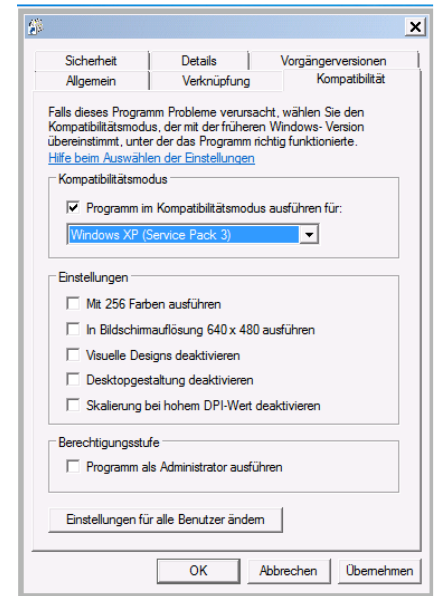 Sicherheit Details Vorgängerversionen
Allgemein Verknüpfung Kompatibilität
Falls dieses Programm Probleme verursacht, wählen Sie den
Kompatibilitätsmodus, der mit der früheren Windows- Version
übereinstimmt, unter der das Programm richtig funktionierte.
Hilfe beim Auswählen der Einstellungen
Kompatibilitätsmodus
Programm im Kompatibilitätsmodus ausführen für:
Windows XP (Service Pack 3)
Einstellungen
Mit 256 Farben ausführen
In Bildschirmauflösung 640 x 480 ausführen
Visuelle Designs deaktivieren
Desktopgestaltung deaktivieren
Skalierung bei hohem DPI-Wert deaktivieren
Berechtigungsstufe
Programm als Administrator ausführen
Einstellungen für alle Benutzer ändern
OK Abbrechen Übernehmen